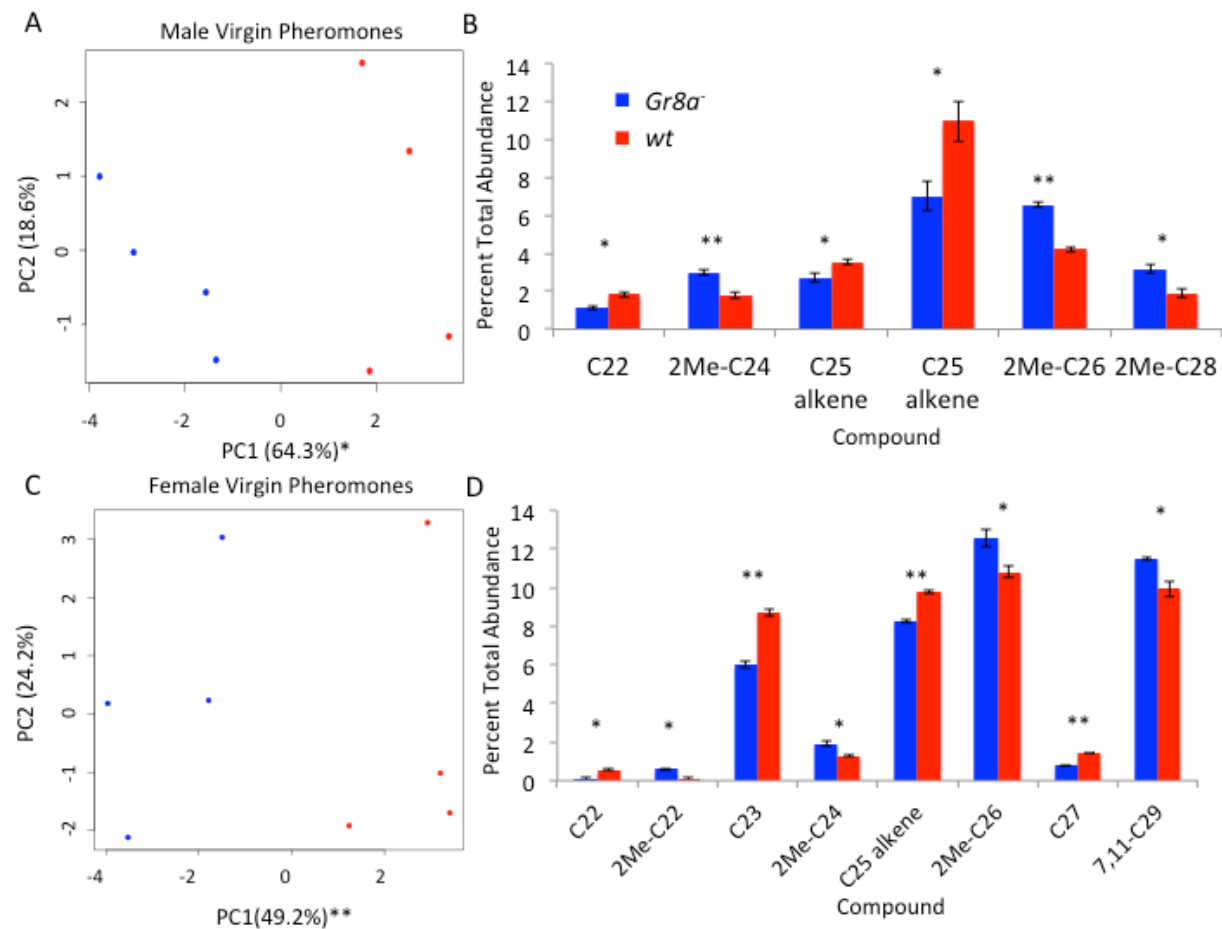 A
Male Virgin Pheromones
PC2 (18.6%)
2
1
0
-1
-4
-2
0
2
PC1 (64.3%)*
B
Percent Total Abundance
14
12
10
8
6
4
2
0
Gr8a-
wt
*
**
*
*
**
*
C22
2Me-C24
C25 alkene
C25 alkene
2Me-C26
2Me-C28
Compound
C
Female Virgin Pheromones
PC2 (24.2%)
3
2
1
0
-1
-2
-4
-2
0
2
PC1(49.2%)**
D
Percent Total Abundance
14
12
10
8
6
4
2
0
*
*
**
*
**
*
**
*
C22
2Me-C22
C23
2Me-C24
C25 alkene
2Me-C26
C27
7,11-C29
Compound